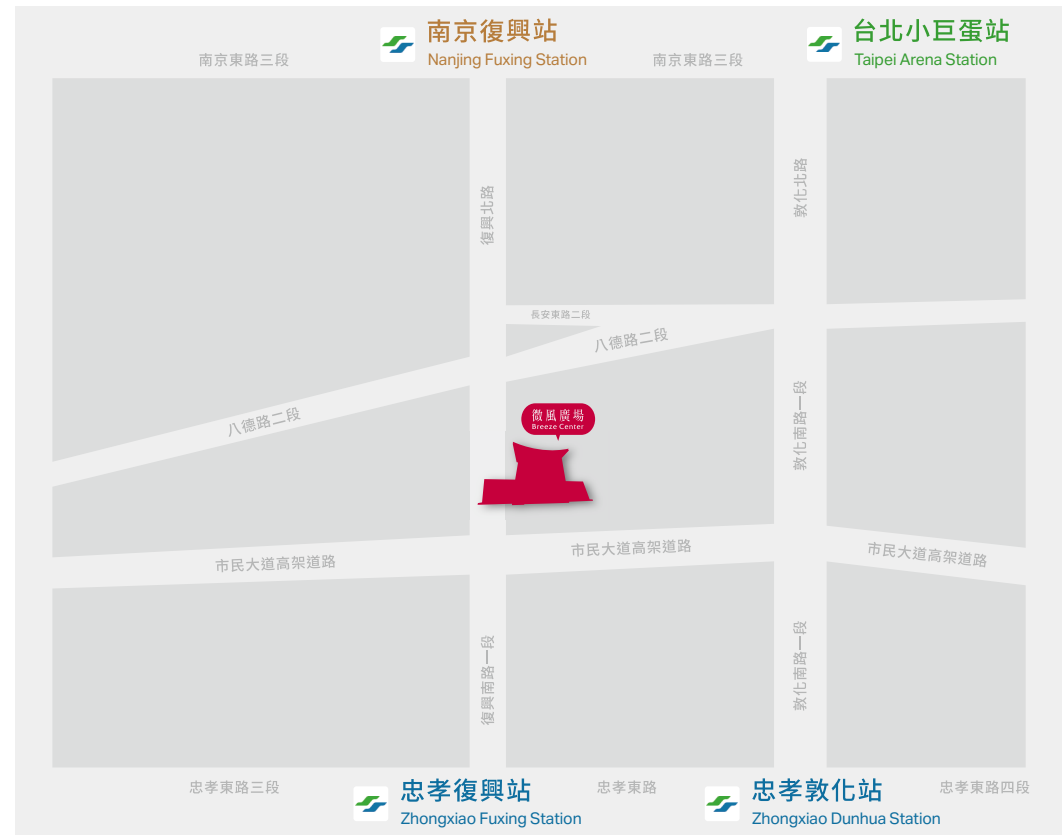 南京復興站
Nanjing Fuxing Station
台北小巨蛋站
Taipei Arena Station
南京東路三段
南京東路三段
復興北路
敦化北路
長安東路二段
八德路二段
八德路二段
敦化南路一段
微風廣場
Breeze Center
市民大道高架道路
市民大道高架道路
市民大道高架道路
復興南路一段
敦化南路一段
忠孝東路三段
忠孝復興站
Zhongxiao Fuxing Station
忠孝東路
忠孝敦化站
Zhongxiao Dunhua Station
忠孝東路四段